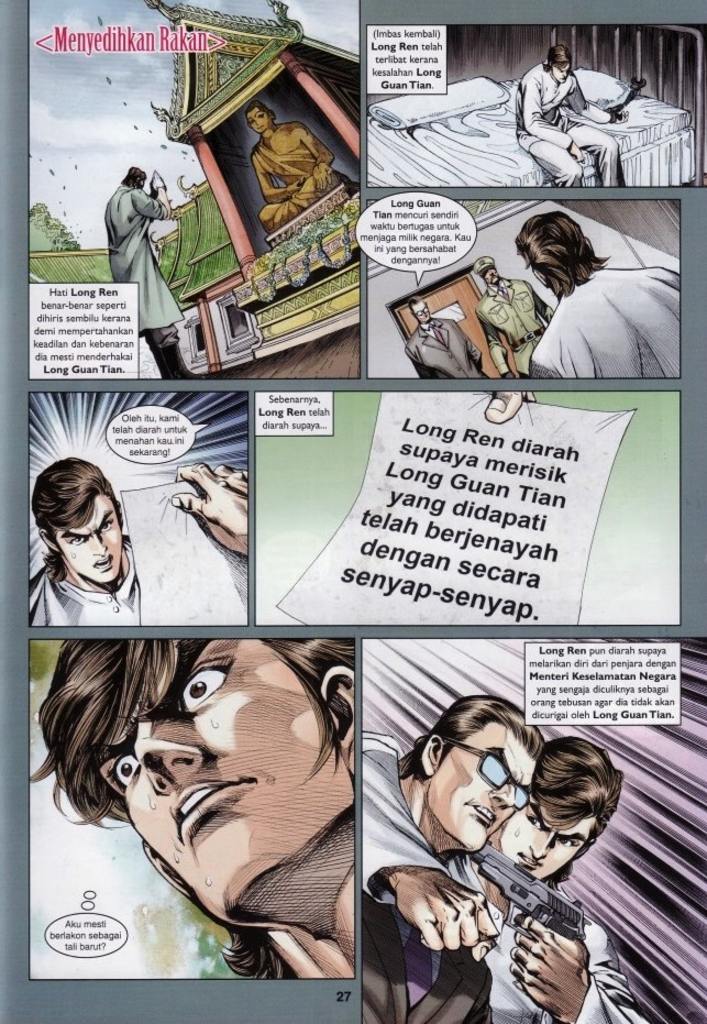 <Menyedihkan Rakan>
Hati Long Ren
benar-benar seperti
dihiris sembilu kerana
demi mempertahankan
keadilan dan kebenaran
dia mesti menderhakai
Long Guan Tian.
(Imbas kembali)
Long Ren telah
terlibat kerana
kesalahan Long
Guan Tian.
Long Guan
Tian mencuri sendiri
waktu bertugas untuk
menjaga milik negara. Kau
ini yang bersahabat
dengannya!
Oleh itu, kami
telah diarah untuk
menahan kau.ini
sekarang!
Sebenarnya,
Long Ren telah
diarah supaya...
Long Ren diarah
supaya merisik
Long Guan Tian
yang didapati
telah berjenayah
dengan secara
senyap-senyap.
Aku mesti
berlakon sebagai
tali barut?
Long Ren pun diarah supaya
melarikan diri dari penjara dengan
Menteri Keselamatan Negara
yang sengaja diculiknya sebagai
orang tebusan agar dia tidak akan
dicurigai oleh Long Guan Tian.
27